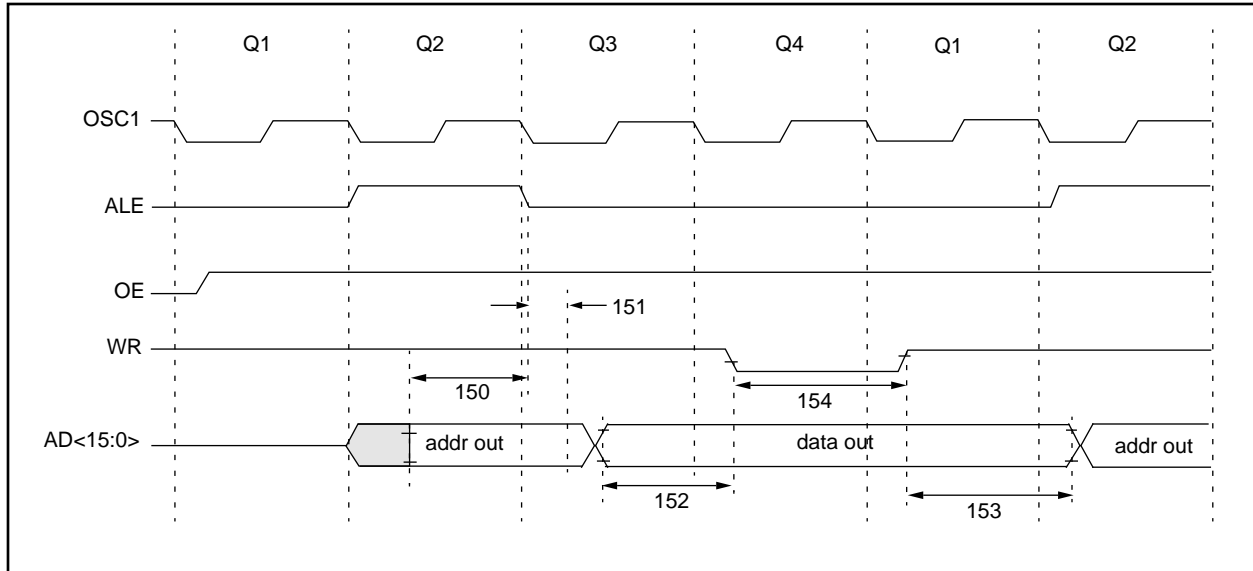 Q1 Q2 Q3 Q4 Q1 Q2
OSC1
ALE
OE
151
WR
150
154
AD<15:0>
addr out
data out
addr out
152
153